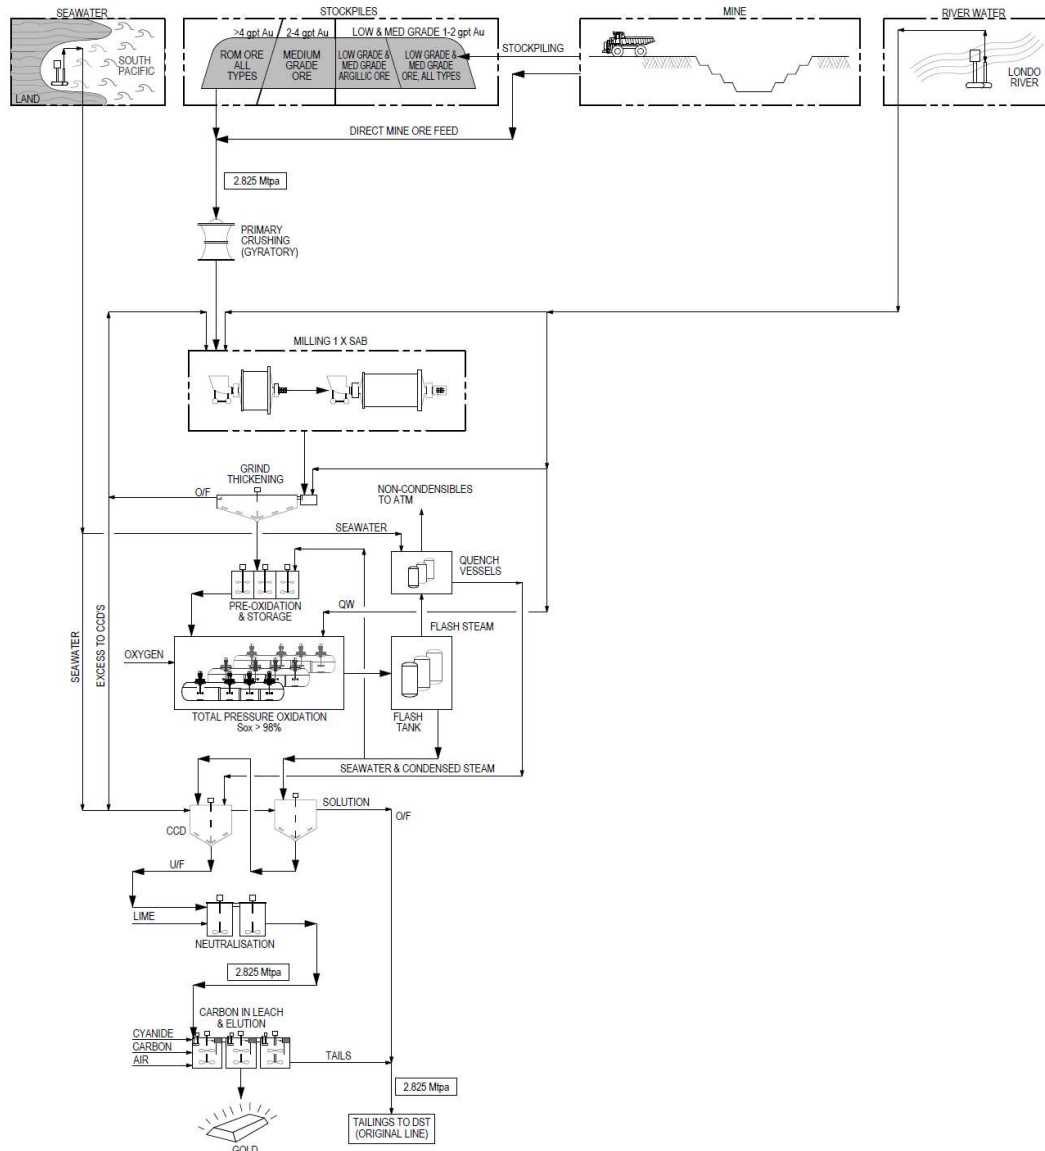 SEAWATER
STOCKPILES
MINE
RIVER WATER
>4 gpt Au
2-4 gpt Au
LOW & MED GRADE 1-2 gpt Au
SOUTH
PACIFIC
LAND
ROM ORE
ALL
TYPES
MEDIUM
GRADE
ORE
LOW GRADE &
MED GRADE
ARGILLIC ORE
LOW GRADE &
MED GRADE
ORE, ALL TYPES
STOCKPILING
LONDO
RIVER
DIRECT MINE ORE FEED
2.825 Mtpa
PRIMARY
CRUSHING
(GYRATORY)
MILLING 1 X SAB
GRIND
THICKENING
O/F
NON-CONDENSIBLES
TO ATM
SEAWATER
QUENCH
VESSELS
PRE-OXIDATION
& STORAGE
QW
FLASH STEAM
SEAWATER
EXCESS TO CCD'S
OXYGEN
TOTAL PRESSURE OXIDATION
Sox > 98%
FLASH
TANK
SEAWATER & CONDENSED STEAM
SOLUTION
O/F
CCD
U/F
LIME
NEUTRALISATION
2.825 Mtpa
CARBON IN LEACH
& ELUTION
CYANIDE
CARBON
AIR
TAILS
2.825 Mtpa
TAILINGS TO DST
(ORIGINAL LINE)
GOLD